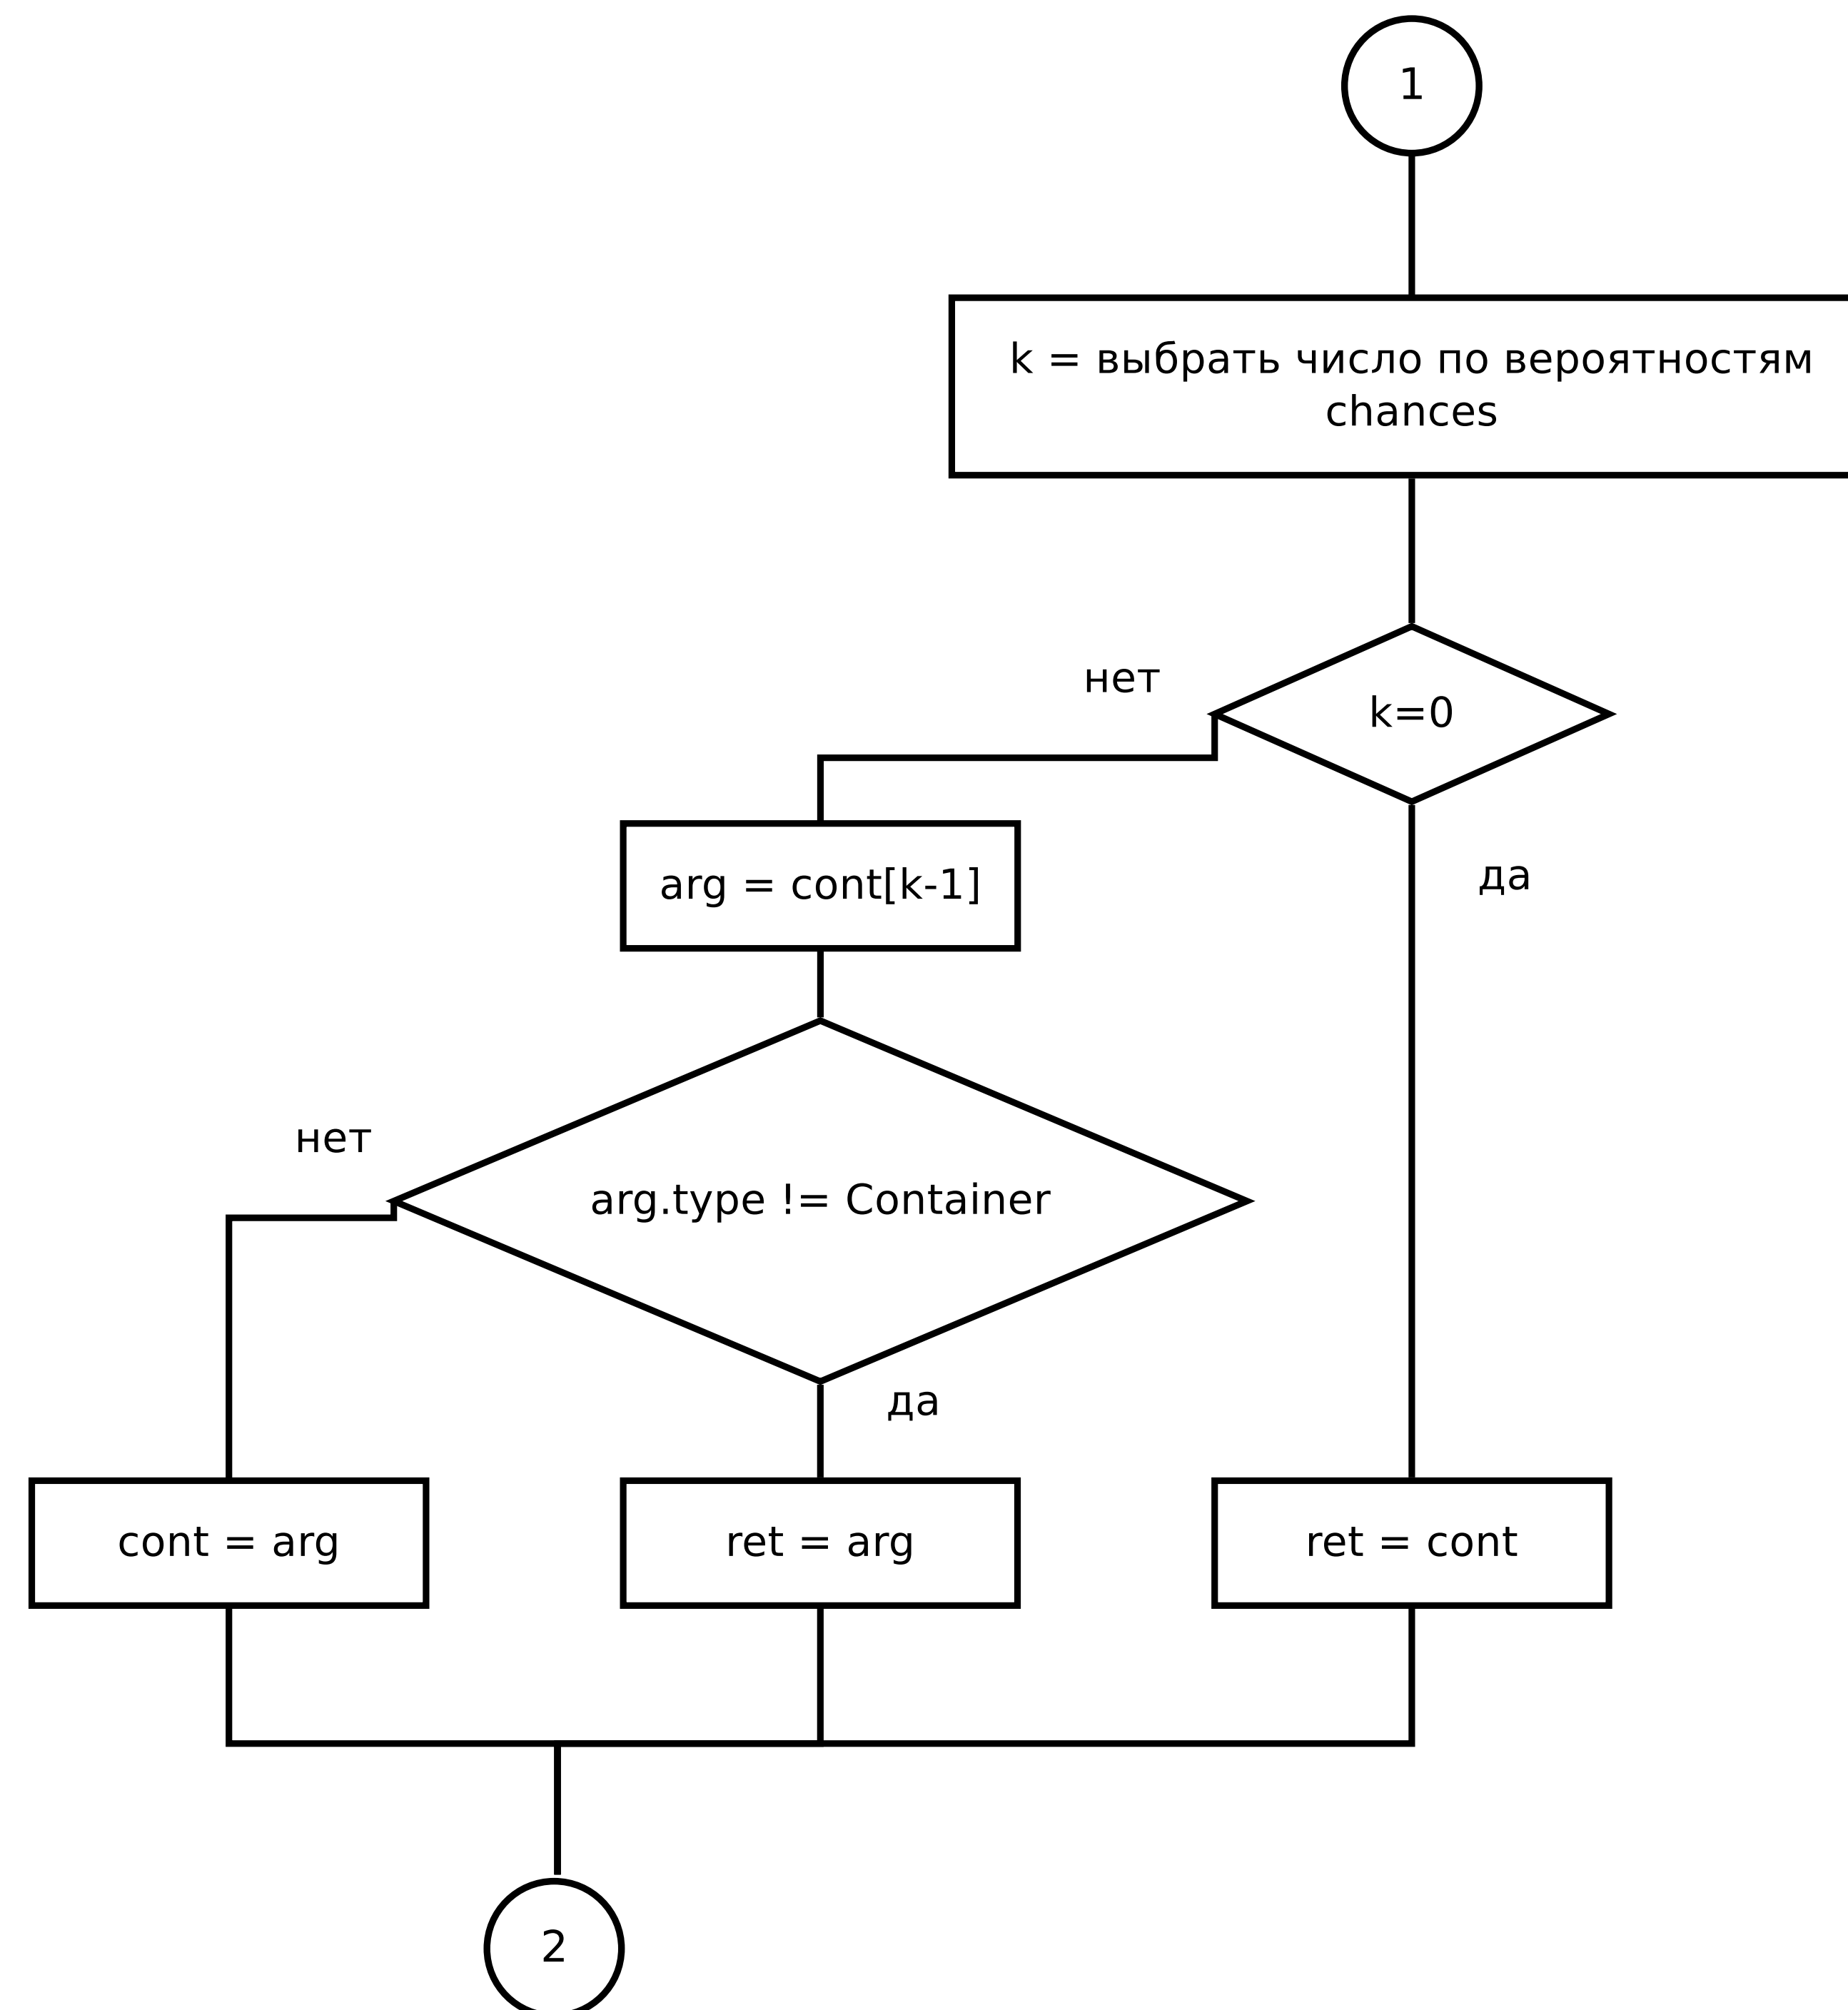 1
k = выбрать число по вероятностям
chances
нет
k=0
да
arg = cont[k-1]
нет
arg.type != Container
да
cont = arg
ret = arg
ret = cont
2